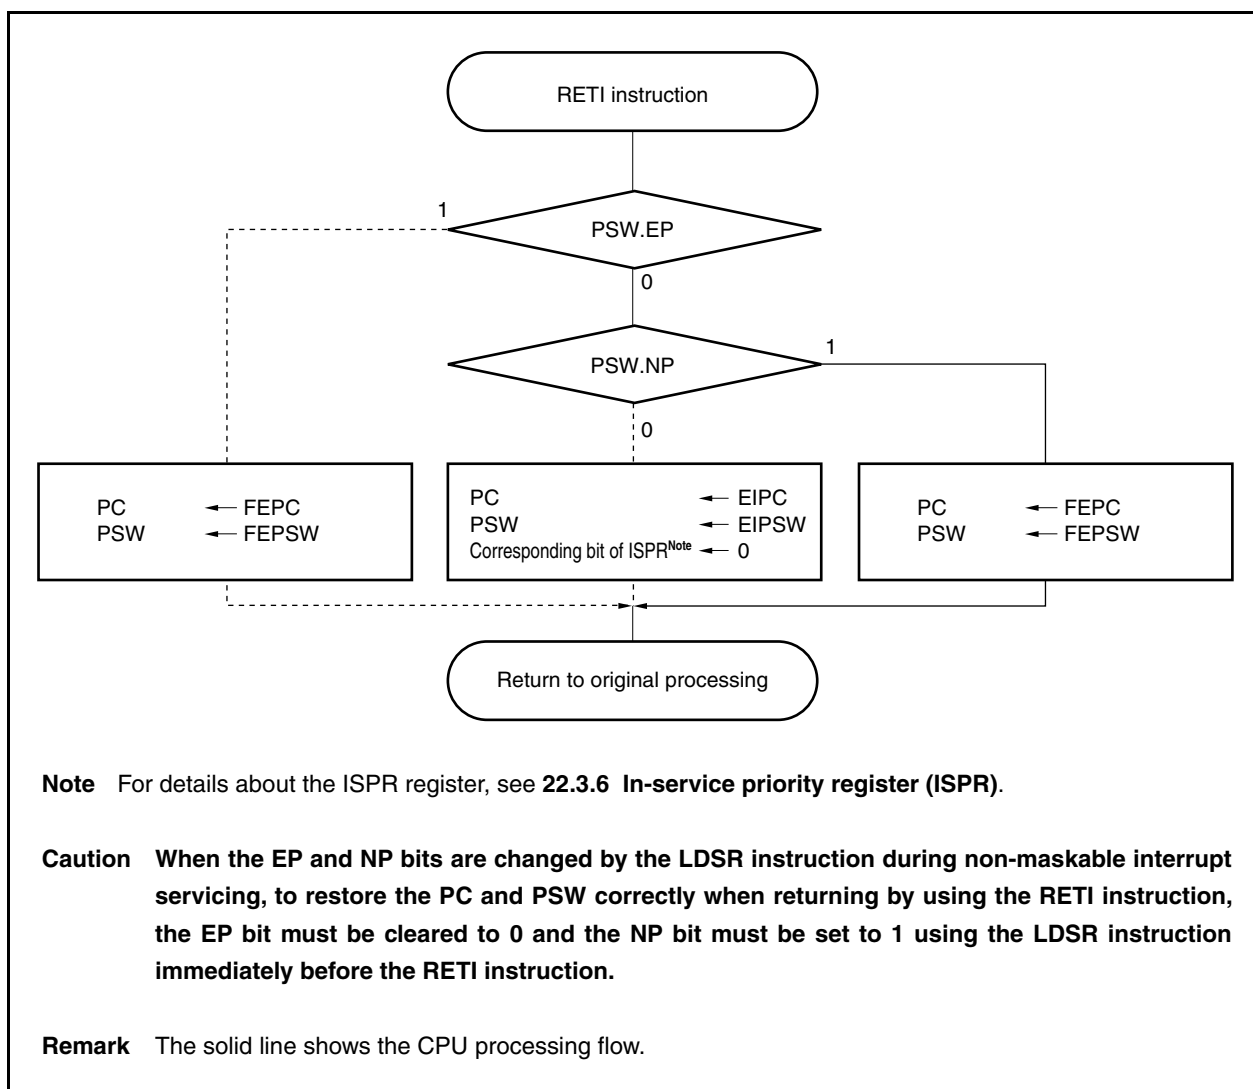 RETI instruction
1
PSW.EP
0
PSW.NP
1
0
PC ← FEPC
PSW ← FEPSW
PC ← EIPC
PSW ← EIPSW
Corresponding bit of ISPRNote ← 0
PC ← FEPC
PSW ← FEPSW
Return to original processing
Note For details about the ISPR register, see 22.3.6 In-service priority register (ISPR).
Caution When the EP and NP bits are changed by the LDSR instruction during non-maskable interrupt
servicing, to restore the PC and PSW correctly when returning by using the RETI instruction,
the EP bit must be cleared to 0 and the NP bit must be set to 1 using the LDSR instruction
immediately before the RETI instruction.
Remark The solid line shows the CPU processing flow.